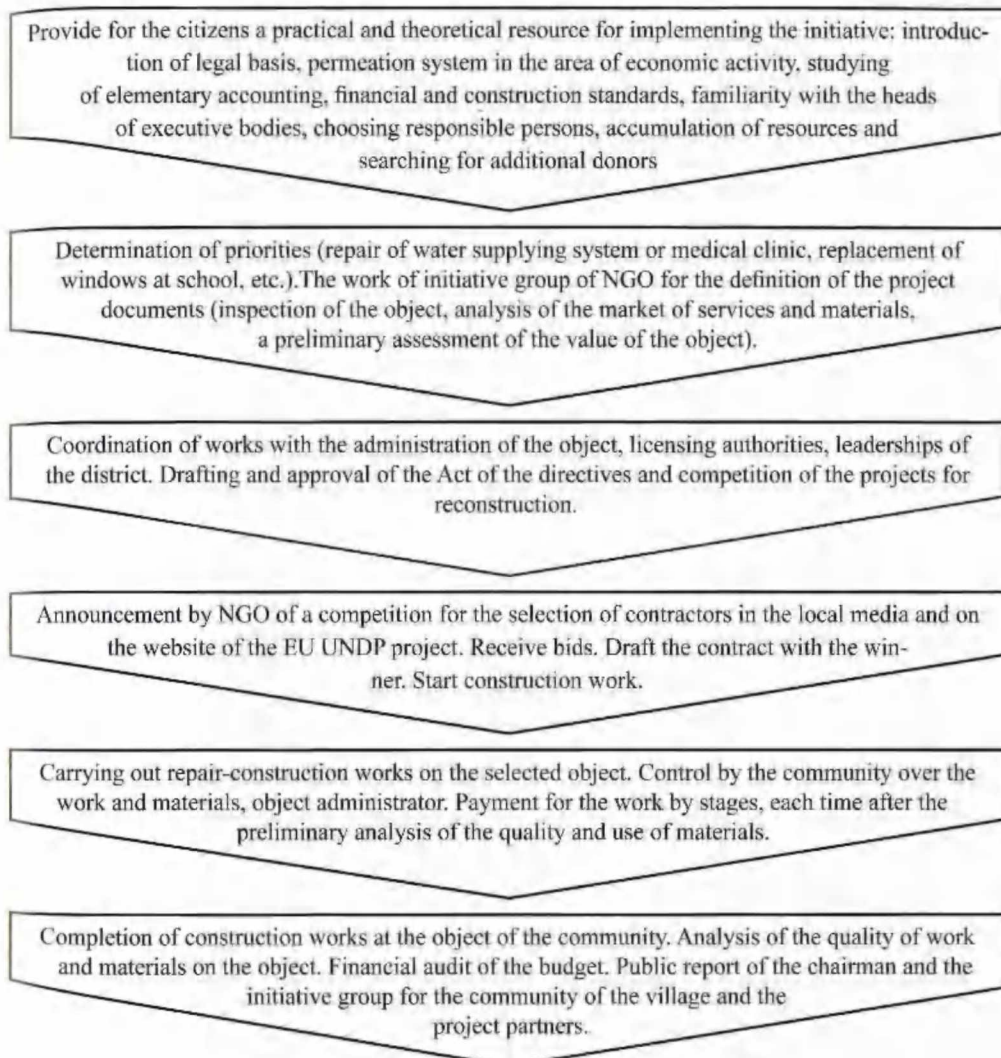 Provide for the citizens a practical and theoretical resource for implementing the initiative: introduc-
tion of legal basis, permeation system in the area of economic activity, studying
of elementary accounting, financial and construction standards, familiarity with the heads
of executive bodies, choosing responsible persons, accumulation of resources and
searching for additional donors
Determination of priorities (repair of water supplying system or medical clinic, replacement of
windows at school, etc.).The work of initiative group of NGO for the definition of the project
documents (inspection of the object, analysis of the market of services and materials,
a preliminary assessment of the value of the object).
Coordination of works with the administration of the object, licensing authorities, leaderships of
the district. Drafting and approval of the Act of the directives and competition of the projects for
reconstruction.
Announcement by NGO of a competition for the selection of contractors in the local media and on
the website of the EU UNDP project. Receive bids. Draft the contract with the win-
ner. Start construction work.
Carrying out repair-construction works on the selected object. Control by the community over the
work and materials, object administrator. Payment for the work by stages, each time after the
preliminary analysis of the quality and use of materials.
Completion of construction works at the object of the community. Analysis of the quality of work
and materials on the object. Financial audit of the budget. Public report of the chairman and the
initiative group for the community of the village and the
project partners.